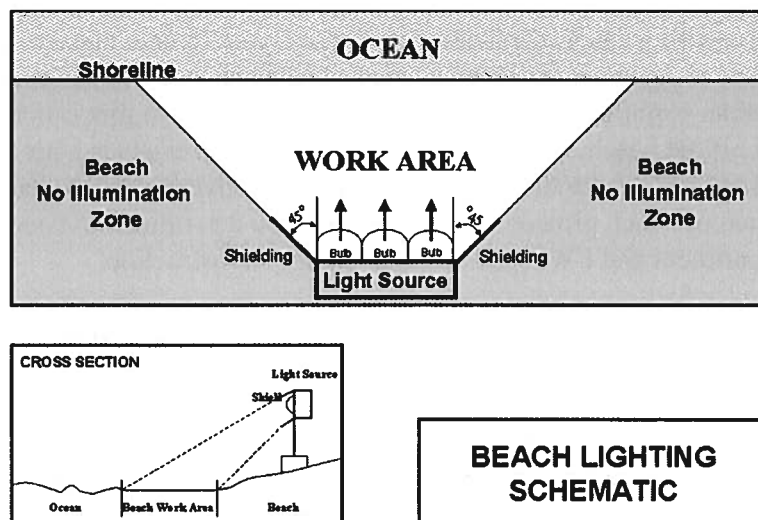 OCEAN
Shoreline
Beach
No Illumination
Zone
WORK AREA
Beach
No Illumination
Zone
45°
45°
Shielding
Bulb
Bulb
Bulb
Shielding
Light Source
CROSS SECTION
Light Source
Shield
Ocean
Beach Work Area
Beach
BEACH LIGHTING
SCHEMATIC